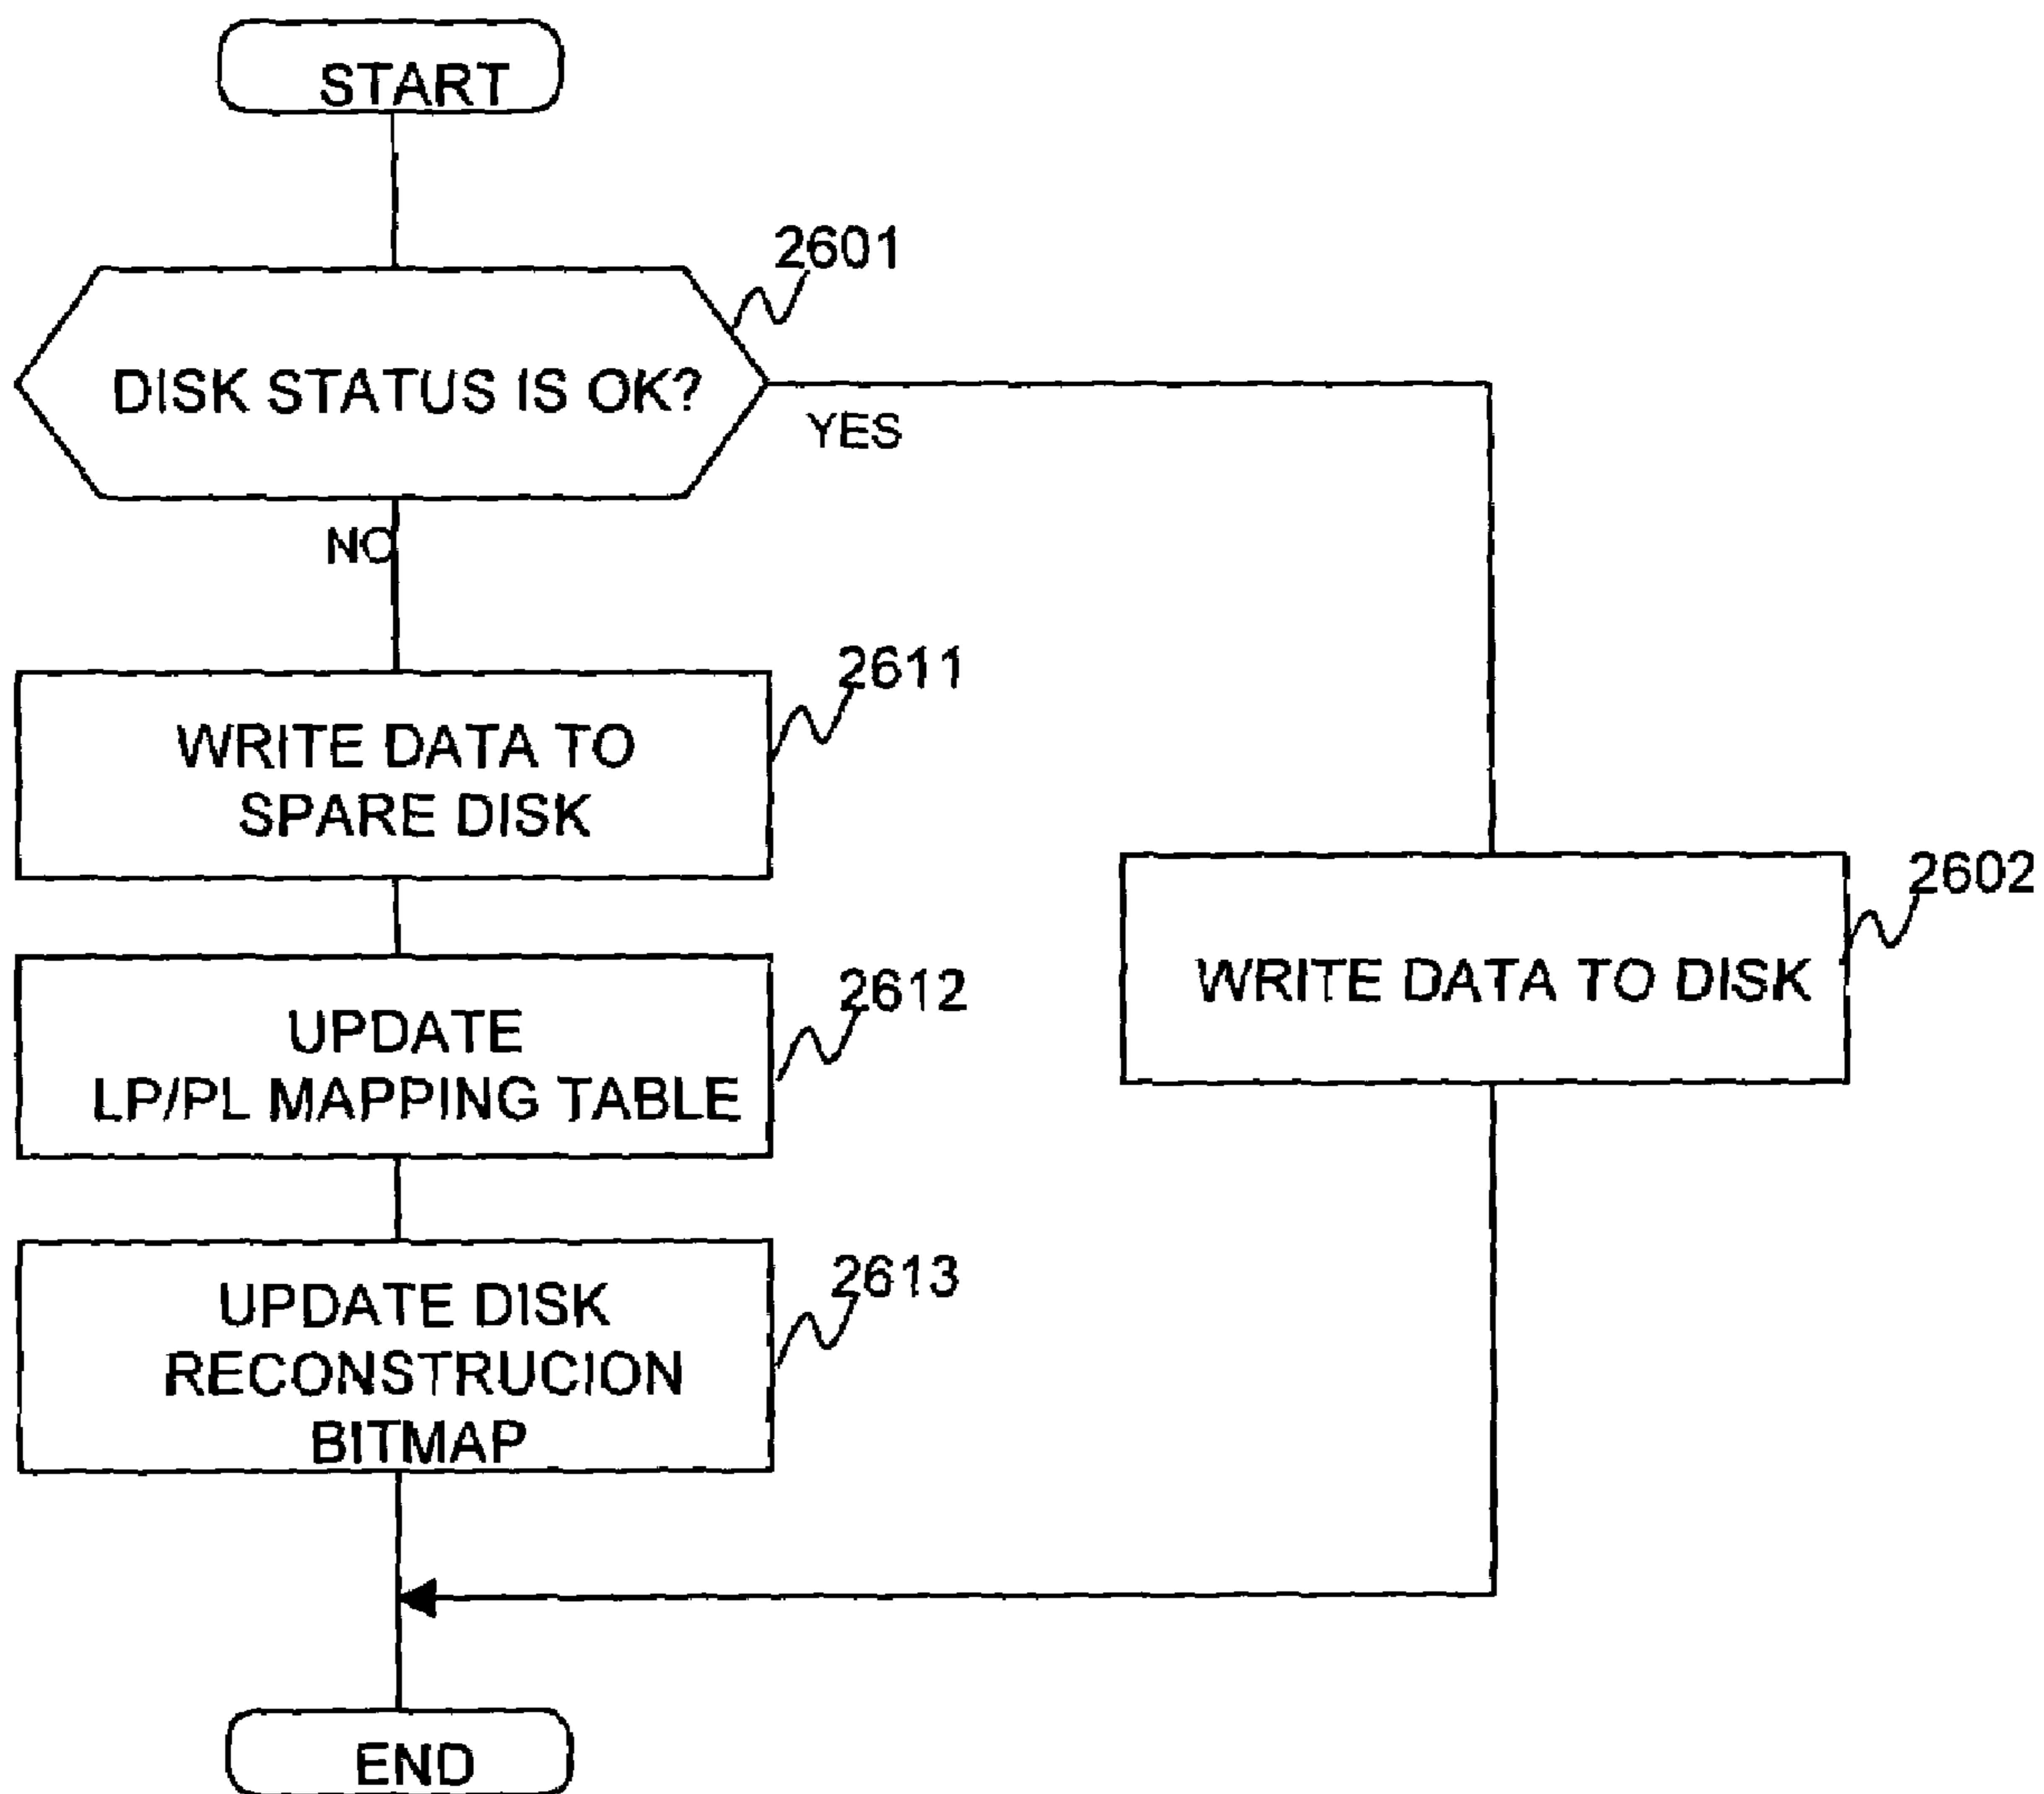 START
2601
DISK STATUS IS OK?
YES
NO
2611
WRITE DATA TO
SPARE DISK
2602
WRITE DATA TO DISK
2612
UPDATE
LP/PL MAPPING TABLE
2613
UPDATE DISK
RECONSTRUCION
BITMAP
END